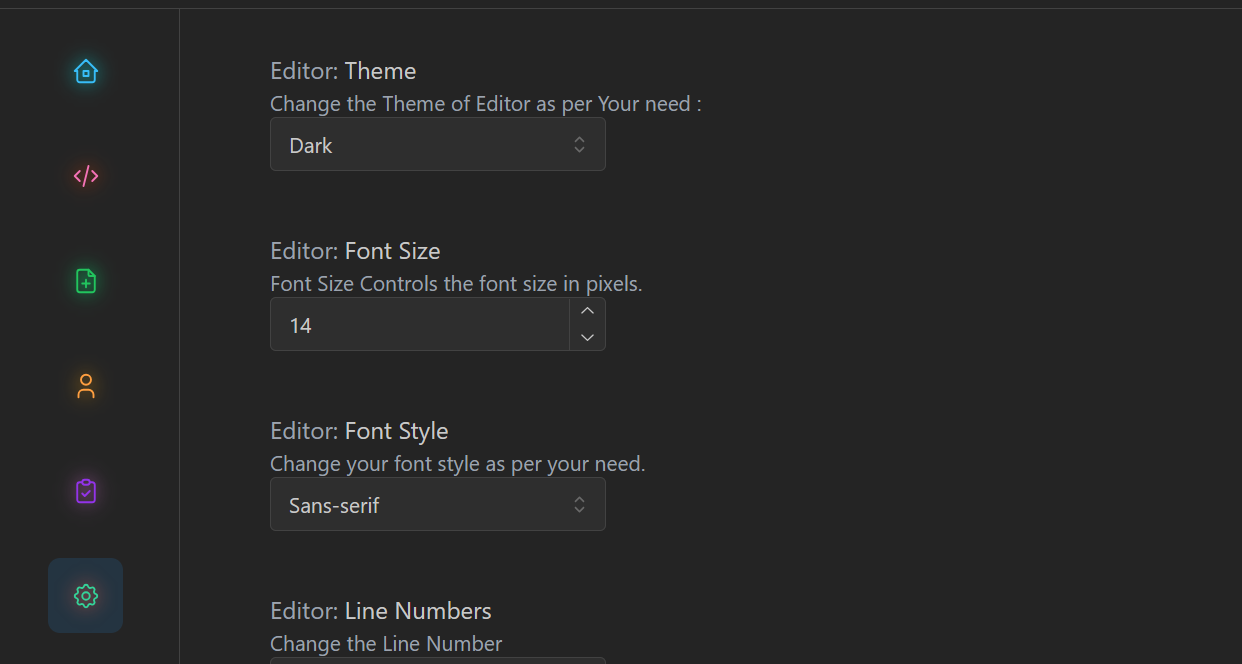 Editor: Theme
Change the Theme of Editor as per Your need :
Dark
Editor: Font Size
Font Size Controls the font size in pixels.
14
Editor: Font Style
Change your font style as per your need.
Sans-serif
Editor: Line Numbers
Change the Line Number